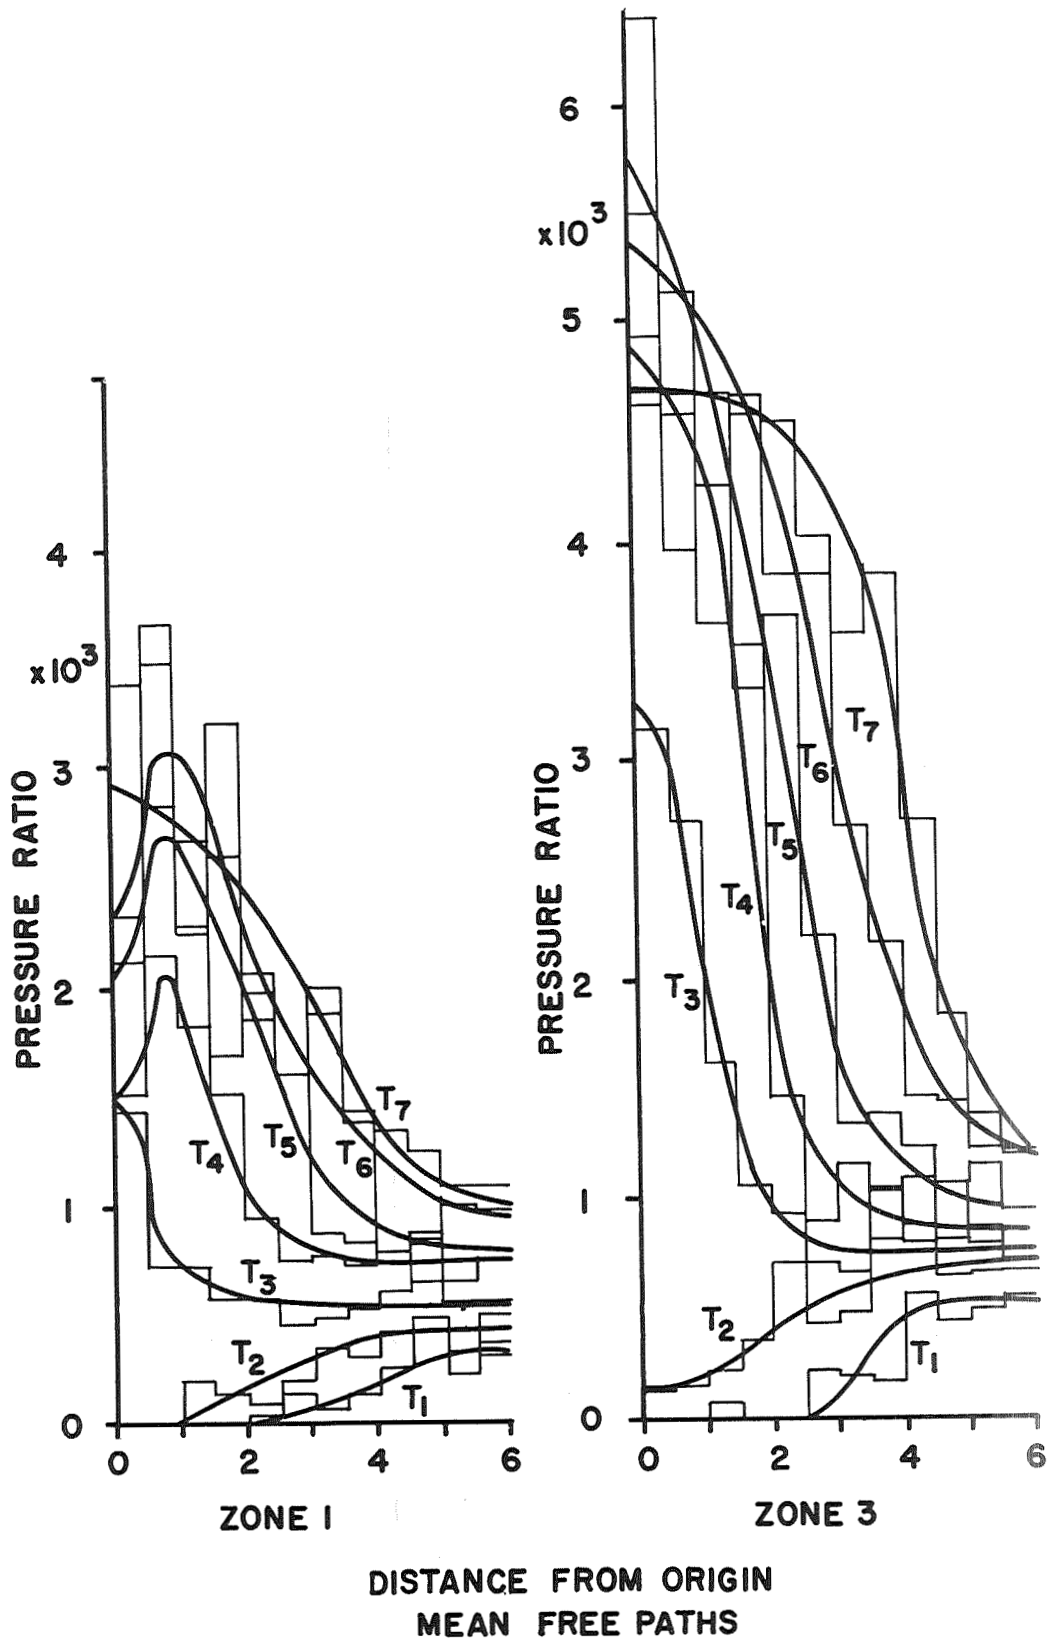 PRESSURE RATIO
×10³
4
3
2
1
0
T7
T6
T5
T4
T3
T2
T1
0 2 4 6
ZONE 1
PRESSURE RATIO
6
×10³
5
4
3
2
1
0
T7
T6
T5
T4
T3
T2
T1
0 2 4 6
ZONE 3
DISTANCE FROM ORIGIN
MEAN FREE PATHS